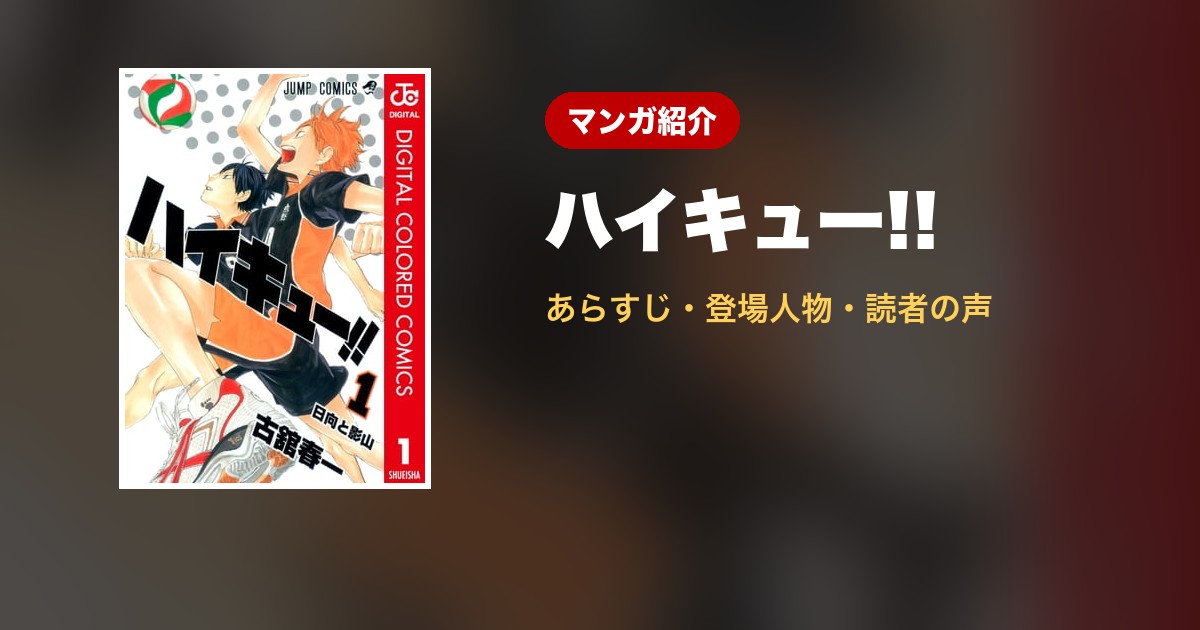 JUMP COMICS
DIGITAL
DIGITAL COLORED COMICS
ハイキュー!!
1
日向と影山
古舘春一
1
SHUEISHA
マンガ紹介
ハイキュー!!
あらすじ・登場人物・読者の声